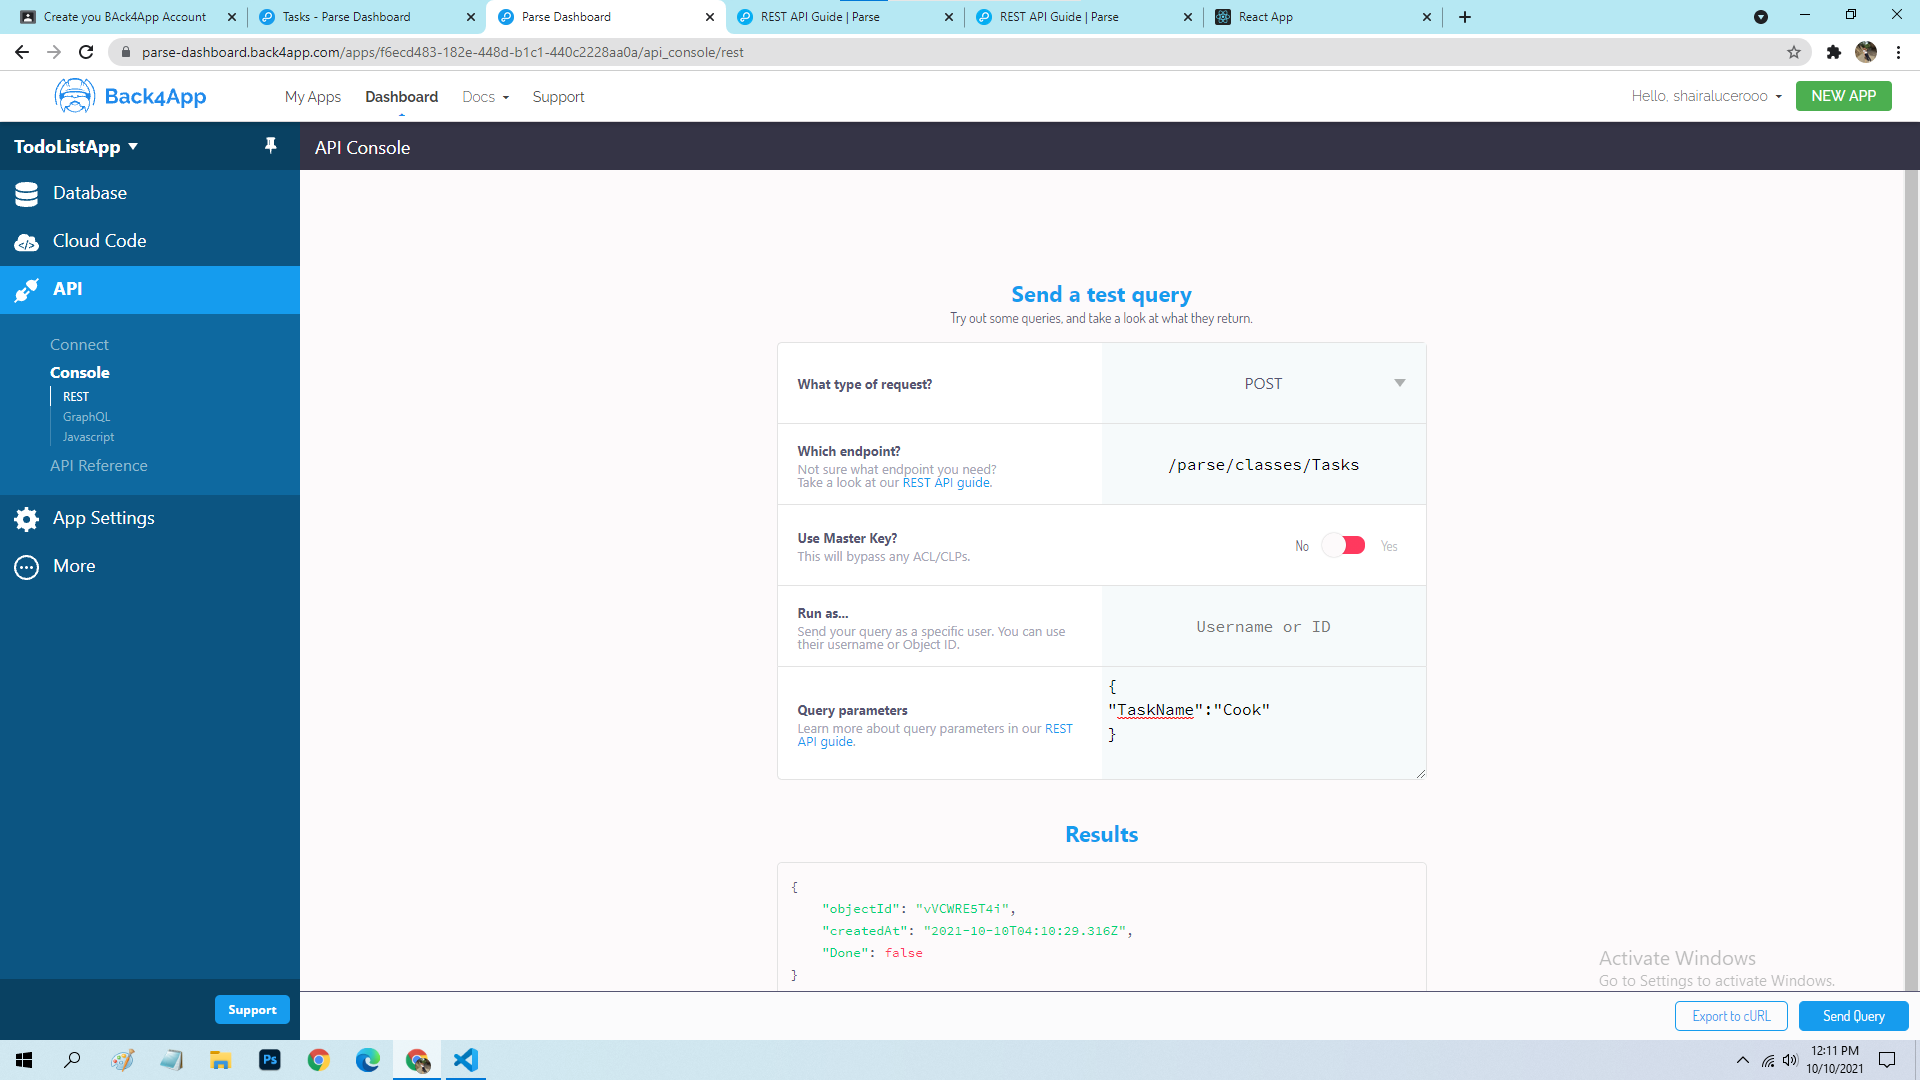 Create you BAck4App Account
Tasks - Parse Dashboard
Parse Dashboard
REST API Guide | Parse
REST API Guide | Parse
React App
parse-dashboard.back4app.com/apps/f6ecd483-182e-448d-b1c1-440c2228aa0a/api_console/rest
Back4App
My Apps
Dashboard
Docs
Support
Hello, shairalucerooo
NEW APP
TodoListApp
API Console
Database
Cloud Code
API
Connect
Console
REST
GraphQL
Javascript
API Reference
App Settings
More
Support
Send a test query
Try out some queries, and take a look at what they return.
What type of request?
POST
Which endpoint?
Not sure what endpoint you need?
Take a look at our REST API guide.
/parse/classes/Tasks
Use Master Key?
This will bypass any ACL/CLPs.
No
Yes
Run as...
Send your query as a specific user. You can use
their username or Object ID.
Username or ID
Query parameters
Learn more about query parameters in our REST
API guide.
{
"TaskName":"Cook"
}
Results
{
"objectId": "vVCWRE5T4i",
"createdAt": "2021-10-10T04:10:29.316Z",
"Done": false
}
Activate Windows
Go to Settings to activate Windows.
Export to cURL
Send Query
Ps
12:11 PM
10/10/2021